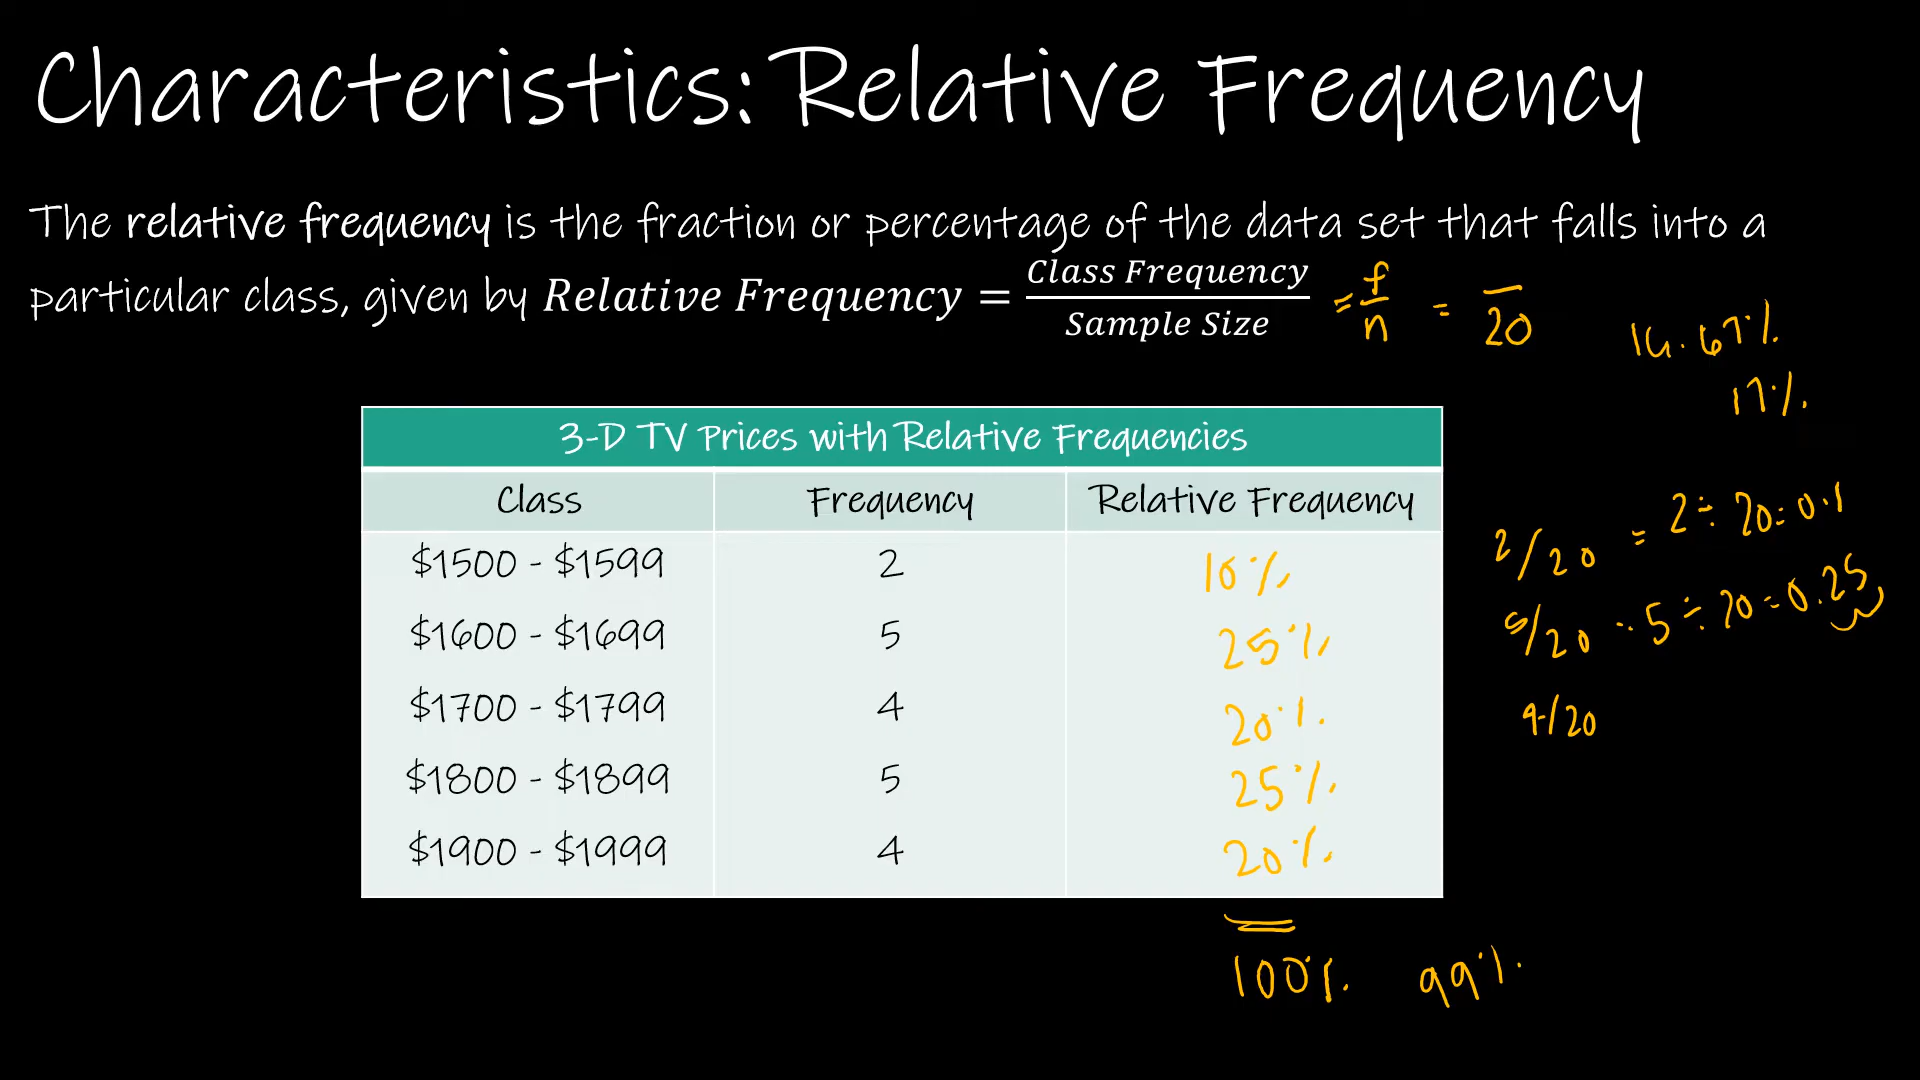 Characteristics: Relative Frequency
The relative frequency is the fraction or percentage of the data set that falls into a
particular class, given by Relative Frequency = Class Frequency / Sample Size = f/n = /20
16.67%
17%.
3-D TV Prices with Relative Frequencies
Class Frequency Relative Frequency
$1500 - $1599 2 10% 2/20 = 2÷20=0.1
$1600 - $1699 5 25% 5/20 = 5÷20=0.25
$1700 - $1799 4 20%. 4/20
$1800 - $1899 5 25%.
$1900 - $1999 4 20%.
100%. 99%.